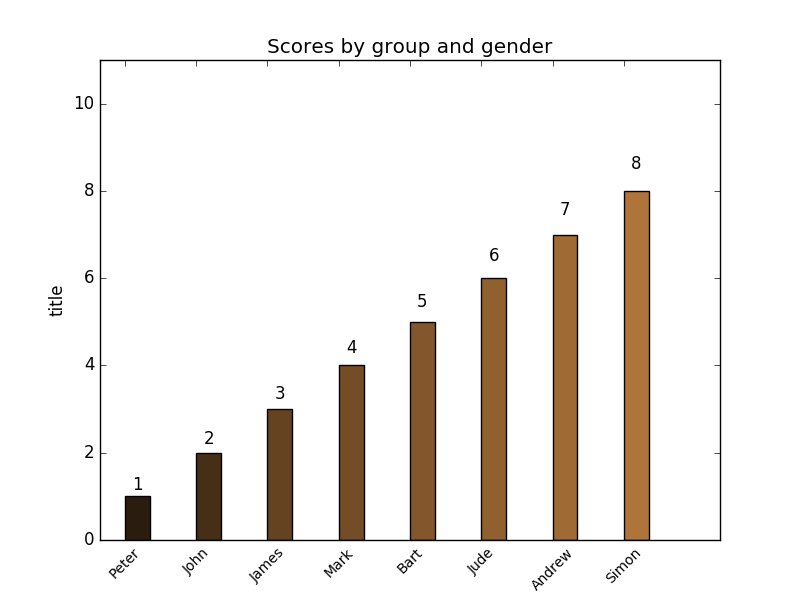 Scores by group and gender
10
8
6
4
2
0
title
1
2
3
4
5
6
7
8
Peter
John
James
Mark
Bart
Jude
Andrew
Simon